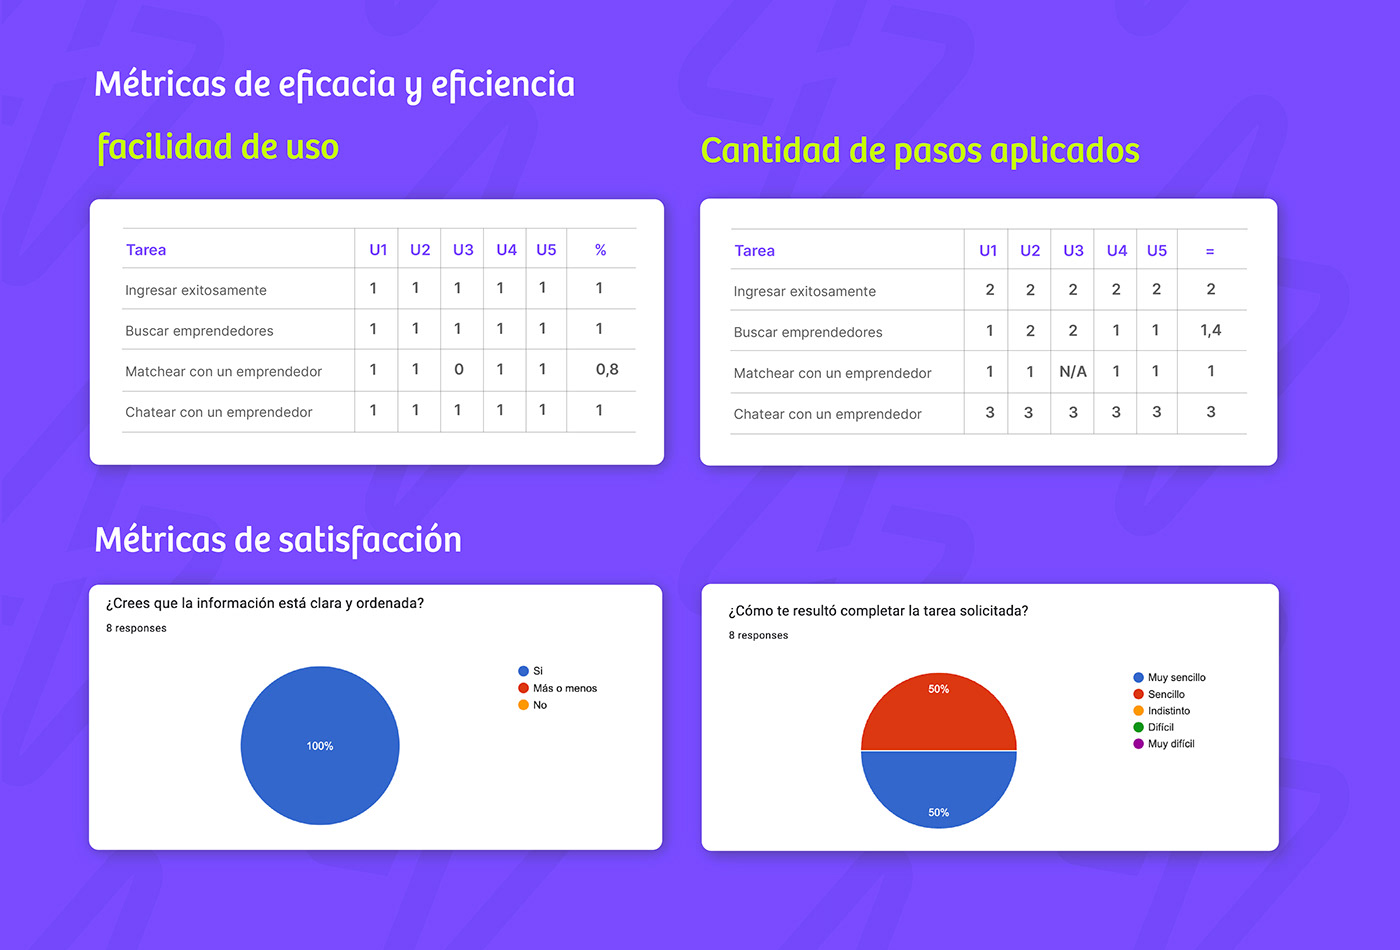 Métricas de eficacia y eficiencia
facilidad de uso
Tarea U1 U2 U3 U4 U5 %
Ingresar exitosamente 1 1 1 1 1 1
Buscar emprendedores 1 1 1 1 1 1
Matchear con un emprendedor 1 1 0 1 1 0,8
Chatear con un emprendedor 1 1 1 1 1 1
Cantidad de pasos aplicados
Tarea U1 U2 U3 U4 U5 =
Ingresar exitosamente 2 2 2 2 2 2
Buscar emprendedores 1 2 2 1 1 1,4
Matchear con un emprendedor 1 1 N/A 1 1 1
Chatear con un emprendedor 3 3 3 3 3 3
Métricas de satisfacción
¿Crees que la información está clara y ordenada?
8 responses
100%
Si
Más o menos
No
¿Cómo te resultó completar la tarea solicitada?
8 responses
50%
50%
Muy sencillo
Sencillo
Indistinto
Difícil
Muy difícil